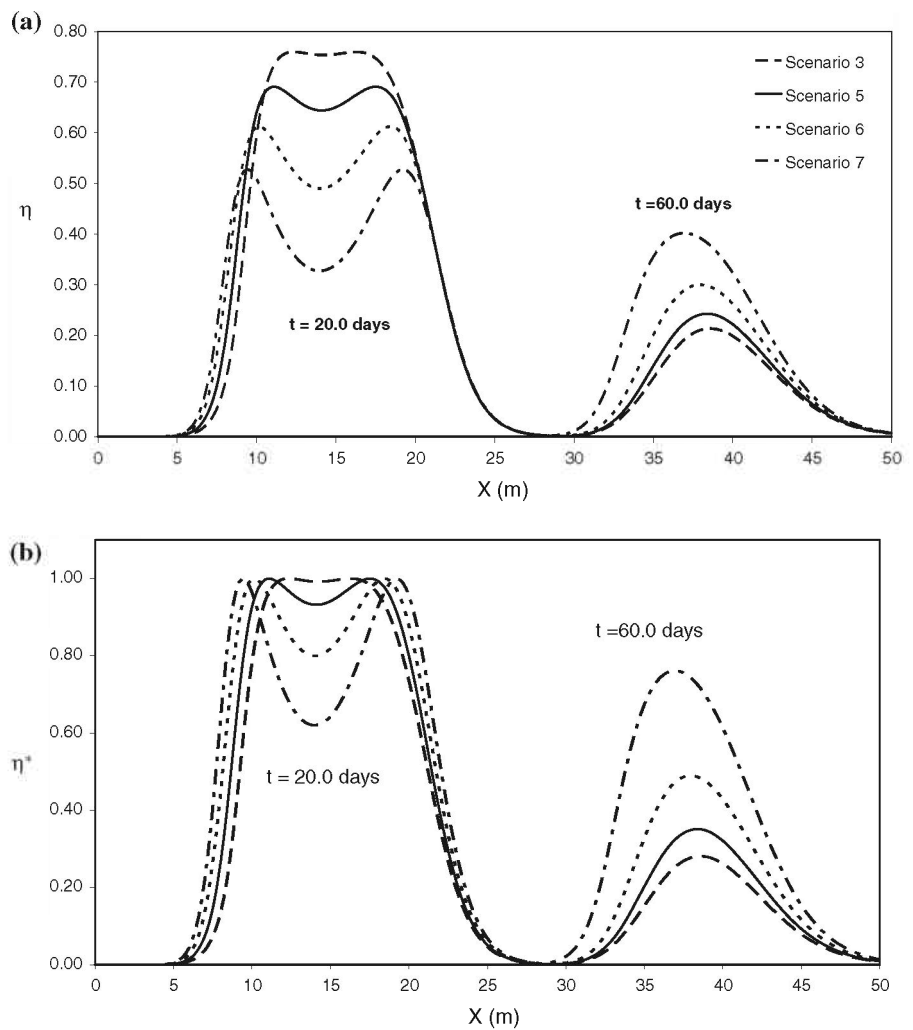 (a)
0.80
0.70
0.60
0.50
0.40
0.30
0.20
0.10
0.00
η
Scenario 3
Scenario 5
Scenario 6
Scenario 7
t =60.0 days
t = 20.0 days
0 5 10 15 20 25 30 35 40 45 50
X (m)
(b)
1.00
0.80
0.60
0.40
0.20
0.00
η*
t =60.0 days
t = 20.0 days
0 5 10 15 20 25 30 35 40 45 50
X (m)